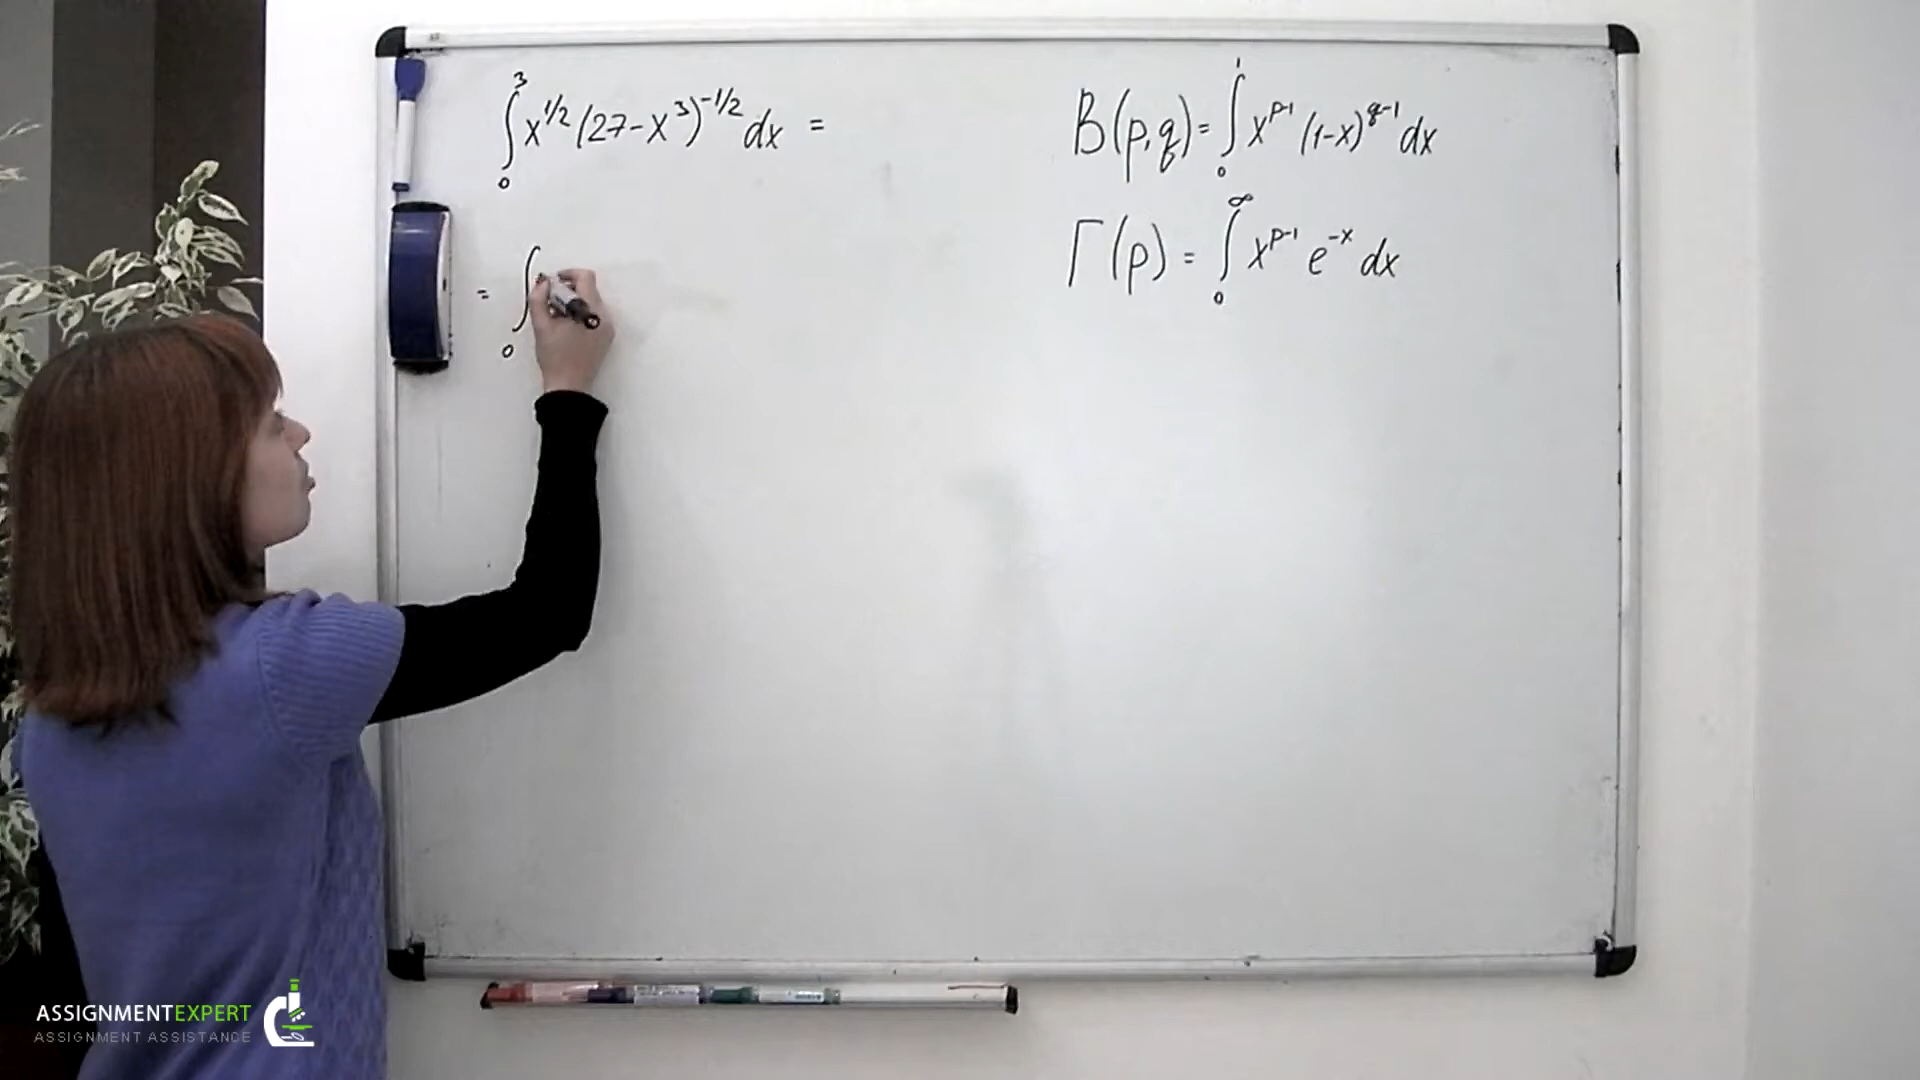 ∫₀³ x^{1/2} (27-x³)^{-1/2} dx =
= ∫₀
B(p,q) = ∫₀¹ x^{p-1} (1-x)^{q-1} dx
Γ(p) = ∫₀^∞ x^{p-1} e^{-x} dx
ASSIGNMENTEXPERT
ASSIGNMENT ASSISTANCE